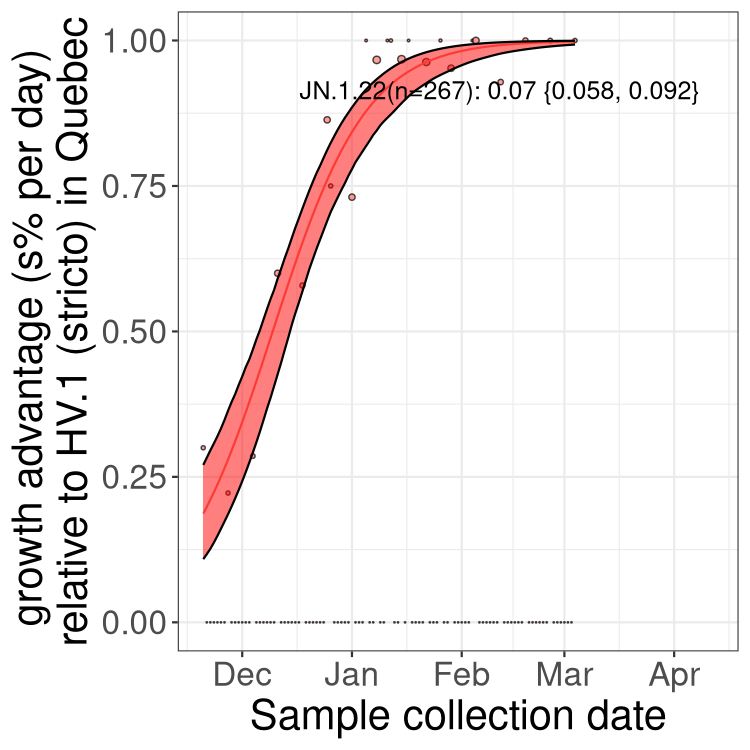 growth advantage (s% per day)
relative to HV.1 (stricto) in Quebec
1.00
0.75
0.50
0.25
0.00
JN.1.22(n=267): 0.07 {0.058, 0.092}
Dec Jan Feb Mar Apr
Sample collection date